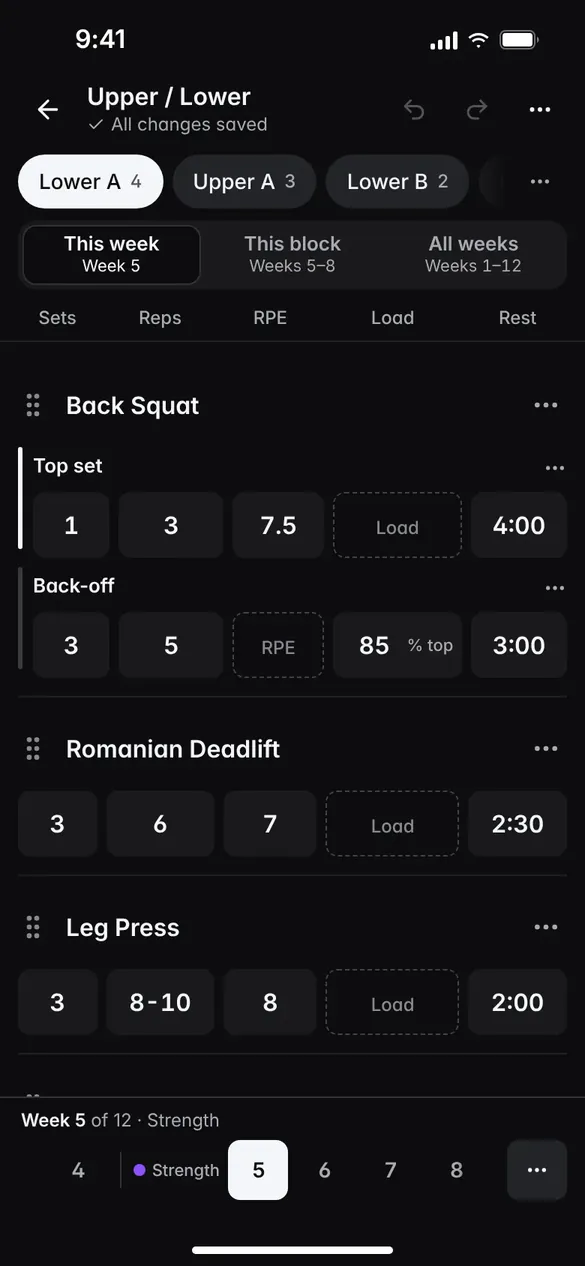 9:41
Upper / Lower
All changes saved
Lower A 4 Upper A 3 Lower B 2
This week This block All weeks
Week 5 Weeks 5–8 Weeks 1–12
Sets Reps RPE Load Rest
Back Squat
Top set
1 3 7.5 Load 4:00
Back-off
3 5 RPE 85 % top 3:00
Romanian Deadlift
3 6 7 Load 2:30
Leg Press
3 8-10 8 Load 2:00
Week 5 of 12 · Strength
4 Strength 5 6 7 8